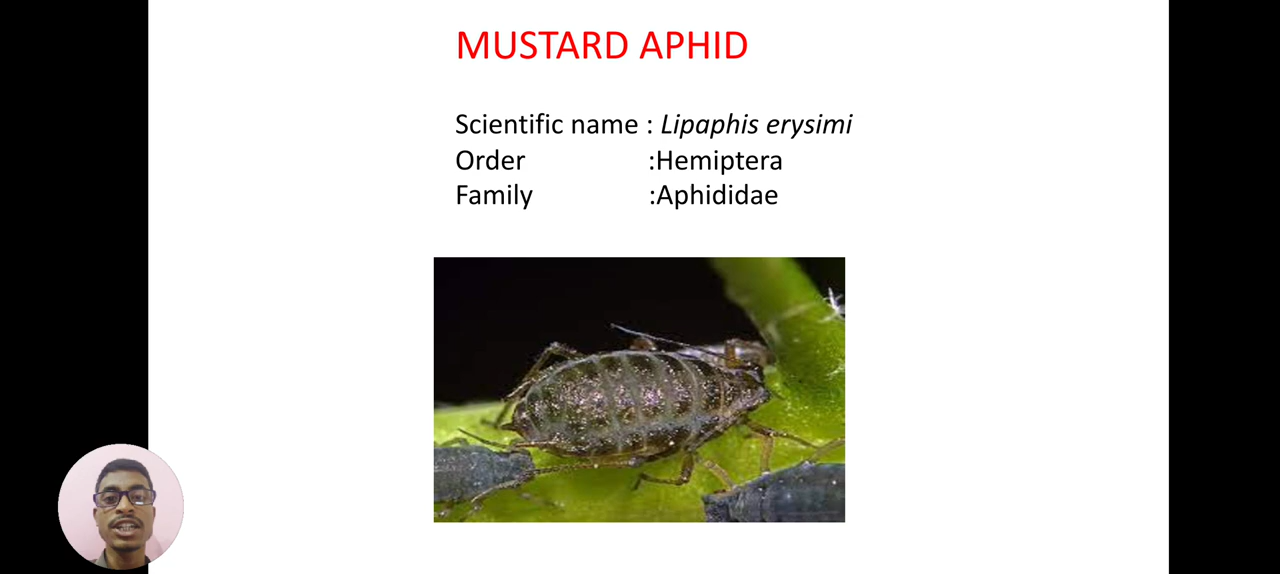 MUSTARD APHID
Scientific name : Lipaphis erysimi
Order :Hemiptera
Family :Aphididae